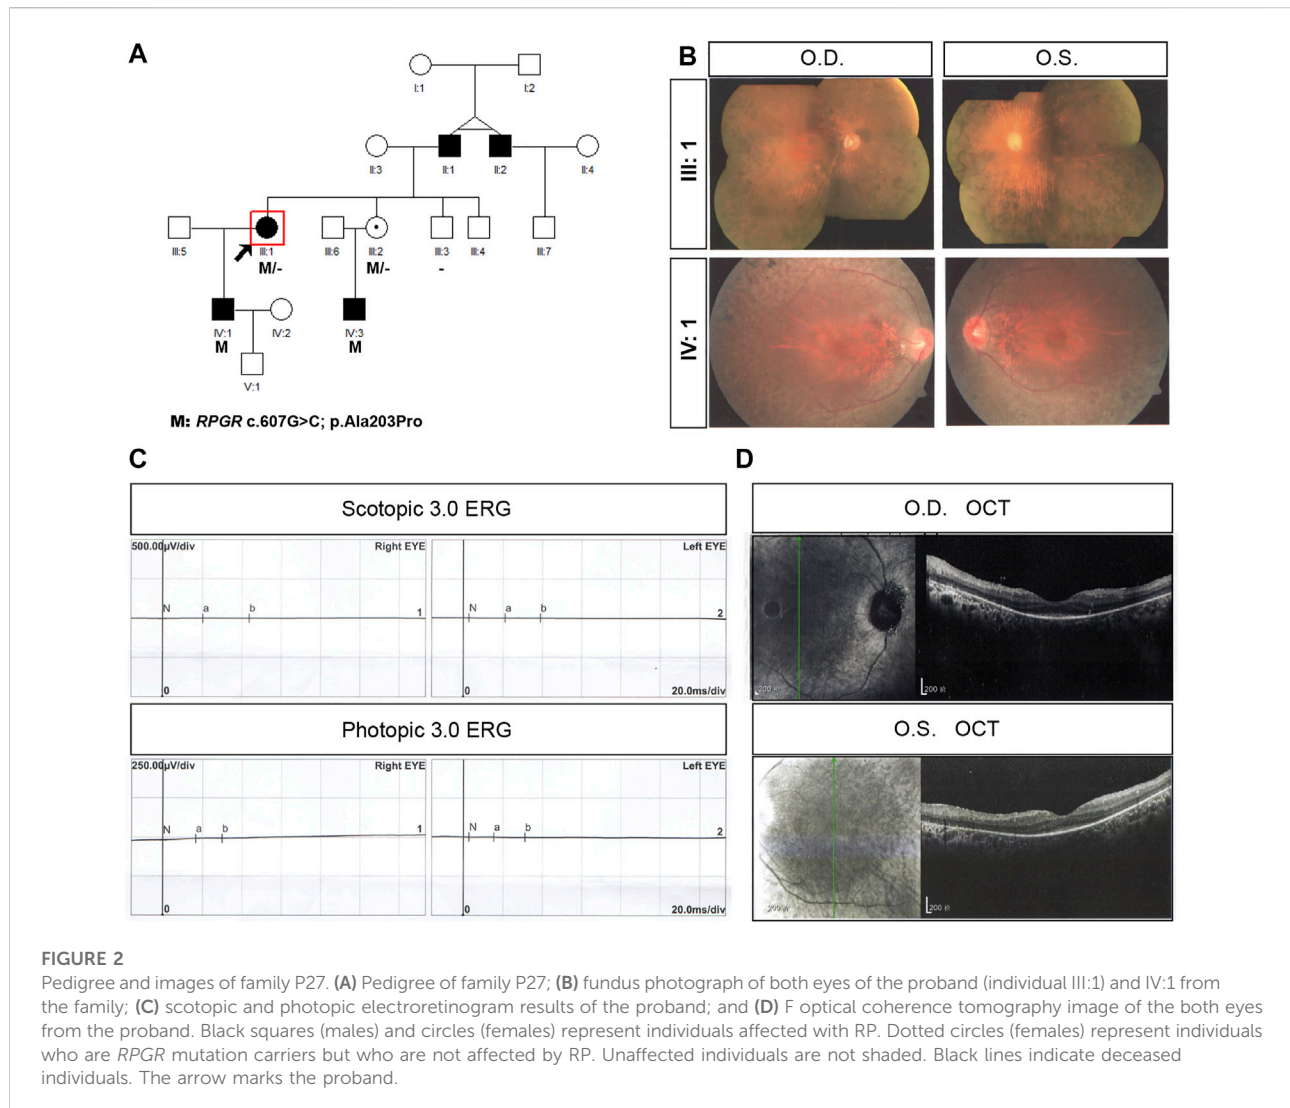 A
I:1
I:2
II:3
II:1
II:2
II:4
III:5
III:1
III:6
III:2
III:3
III:4
III:7
M/-
M/-
-
IV:1
IV:2
IV:3
M
M
V:1
M: RPGR c.607G>C; p.Ala203Pro
B
O.D.
O.S.
III: 1
IV: 1
C
Scotopic 3.0 ERG
500.00µV/div
Right EYE
N
a
b
1
0
Left EYE
N
a
b
2
0
20.0ms/div
Photopic 3.0 ERG
250.00µV/div
Right EYE
N
a
b
1
0
Left EYE
N
a
b
2
0
20.0ms/div
D
O.D. OCT
200
200
O.S. OCT
200
200
FIGURE 2
Pedigree and images of family P27. (A) Pedigree of family P27; (B) fundus photograph of both eyes of the proband (individual III:1) and IV:1 from
the family; (C) scotopic and photopic electroretinogram results of the proband; and (D) F optical coherence tomography image of the both eyes
from the proband. Black squares (males) and circles (females) represent individuals affected with RP. Dotted circles (females) represent individuals
who are RPGR mutation carriers but who are not affected by RP. Unaffected individuals are not shaded. Black lines indicate deceased
individuals. The arrow marks the proband.